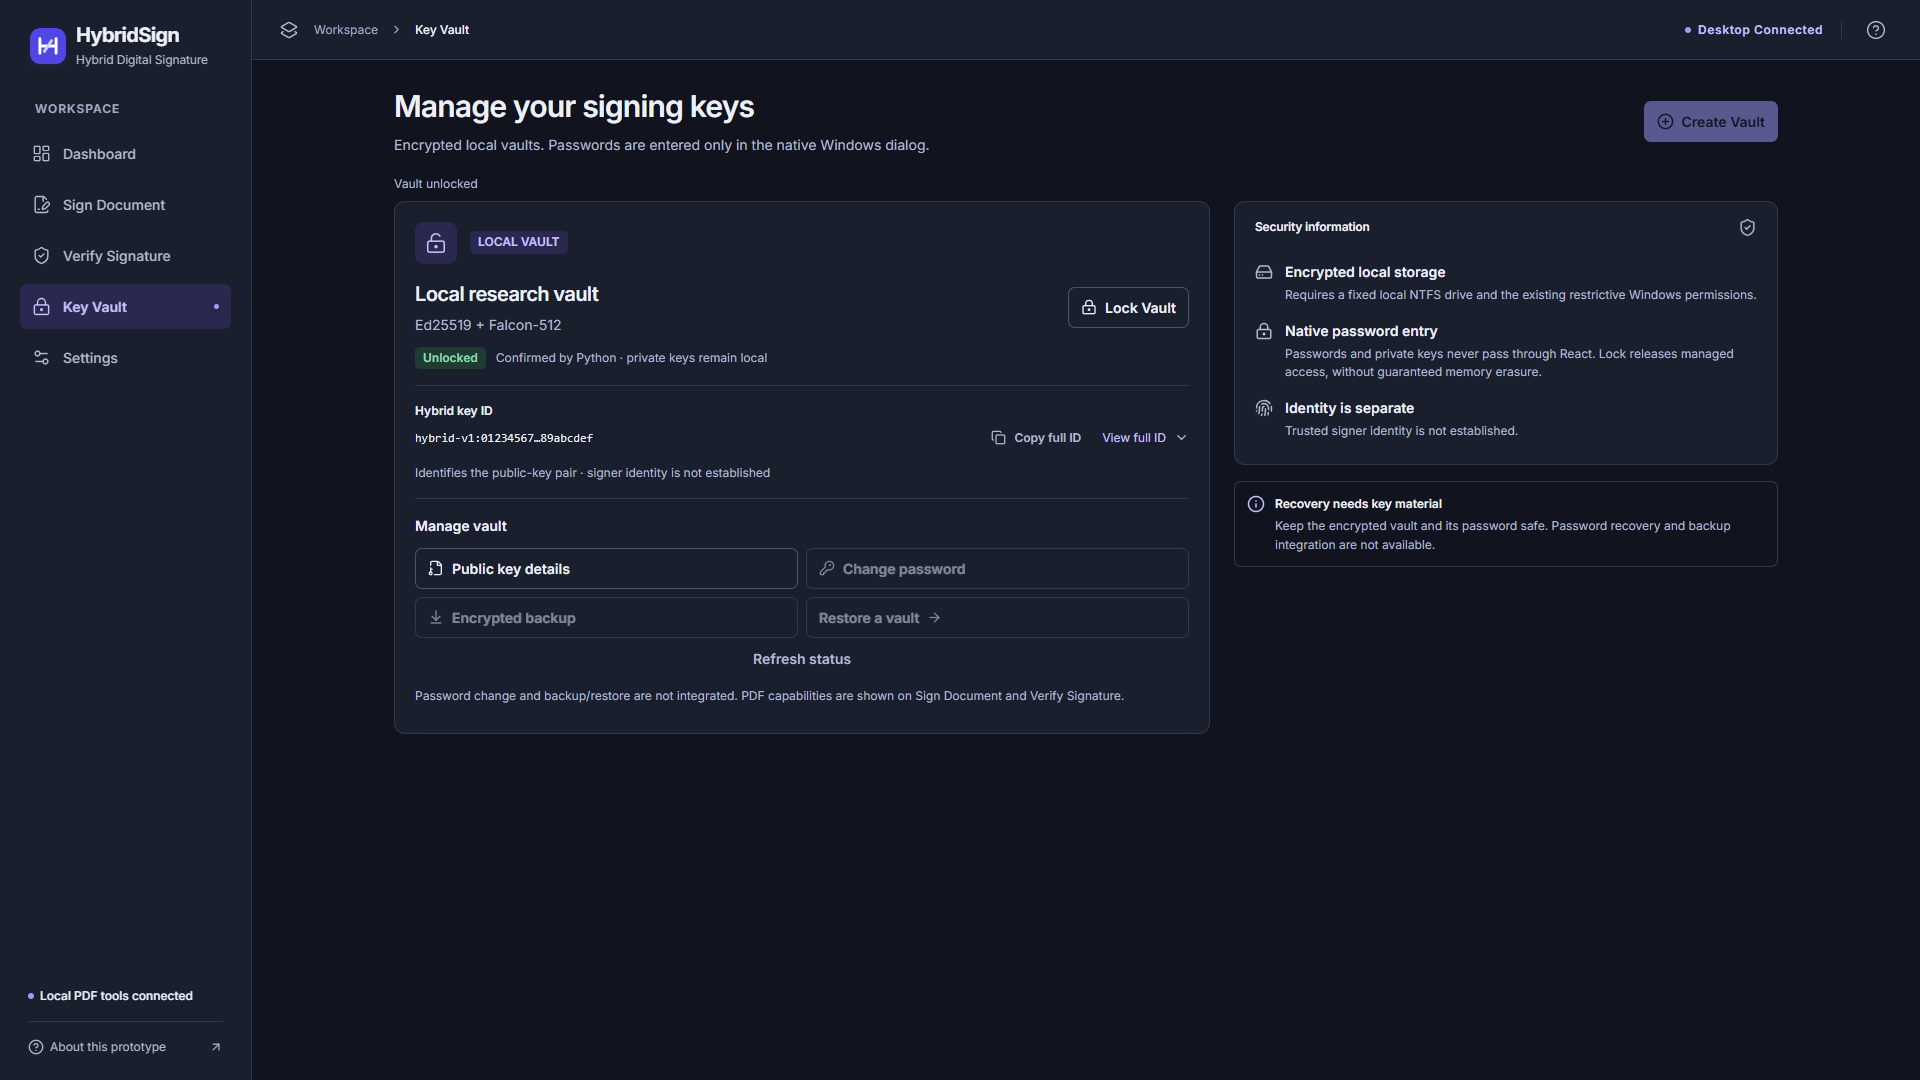 HybridSign
Hybrid Digital Signature
WORKSPACE
Dashboard
Sign Document
Verify Signature
Key Vault
Settings
Local PDF tools connected
About this prototype
Workspace > Key Vault
Desktop Connected
Manage your signing keys
Encrypted local vaults. Passwords are entered only in the native Windows dialog.
Create Vault
Vault unlocked
LOCAL VAULT
Local research vault
Ed25519 + Falcon-512
Lock Vault
Unlocked Confirmed by Python · private keys remain local
Hybrid key ID
hybrid-v1:01234567…89abcdef
Copy full ID View full ID
Identifies the public-key pair · signer identity is not established
Manage vault
Public key details
Change password
Encrypted backup
Restore a vault →
Refresh status
Password change and backup/restore are not integrated. PDF capabilities are shown on Sign Document and Verify Signature.
Security information
Encrypted local storage
Requires a fixed local NTFS drive and the existing restrictive Windows permissions.
Native password entry
Passwords and private keys never pass through React. Lock releases managed
access, without guaranteed memory erasure.
Identity is separate
Trusted signer identity is not established.
Recovery needs key material
Keep the encrypted vault and its password safe. Password recovery and backup
integration are not available.